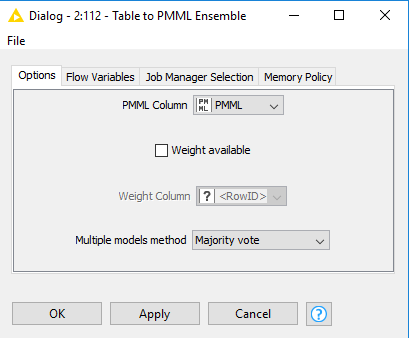 Dialog - 2:112 - Table to PMML Ensemble
File
Options Flow Variables Job Manager Selection Memory Policy
PMML Column PM ML PMML
Weight available
Weight Column ? <RowID>
Multiple models method Majority vote
OK Apply Cancel ?